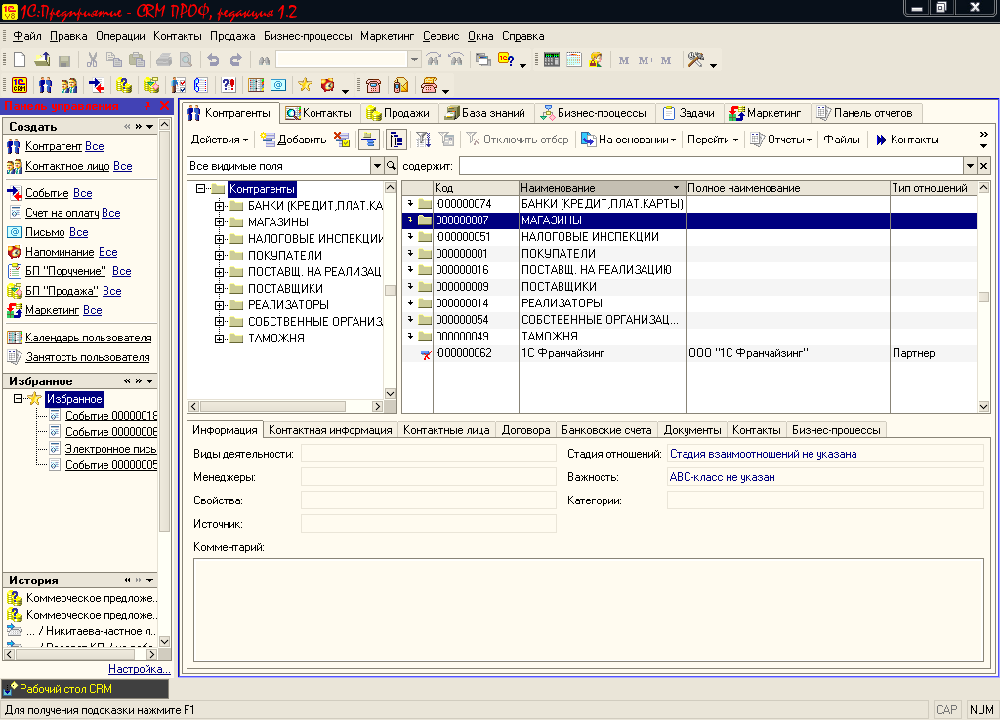 1С:Предприятие - CRM ПРОФ, редакция 1.2
Файл Правка Операции Контакты Продажа Бизнес-процессы Маркетинг Сервис Окна Справка
M M+ M-
Панель управления
Создать
Контрагент Все
Контактное лицо Все
Событие Все
Счет на оплату Все
Письмо Все
Напоминание Все
БП "Поручение" Все
БП "Продажа" Все
Маркетинг Все
Календарь пользователя
Занятость пользователя
Избранное
Избранное
Событие 00000018
Событие 00000006
Электронное пись
Событие 00000005
История
Коммерческое предложе..
Коммерческое предложе..
... / Никитаева-частное л..
Настройка...
Контрагенты Контакты Продажи База знаний Бизнес-процессы Задачи Маркетинг Панель отчетов
Действия Добавить Отключить отбор На основании Перейти Отчеты Файлы Контакты
Все видимые поля содержит:
Контрагенты
БАНКИ (КРЕДИТ,ПЛАТ.КА
МАГАЗИНЫ
НАЛОГОВЫЕ ИНСПЕКЦИИ
ПОКУПАТЕЛИ
ПОСТАВЩ. НА РЕАЛИЗАЦ
ПОСТАВЩИКИ
РЕАЛИЗАТОРЫ
СОБСТВЕННЫЕ ОРГАНИЗ
ТАМОЖНЯ
Код Наименование Полное наименование Тип отношений
Ю00000074 БАНКИ (КРЕДИТ,ПЛАТ.КАРТЫ)
000000007 МАГАЗИНЫ
Ю00000051 НАЛОГОВЫЕ ИНСПЕКЦИИ
000000001 ПОКУПАТЕЛИ
000000016 ПОСТАВЩ. НА РЕАЛИЗАЦИЮ
000000009 ПОСТАВЩИКИ
000000014 РЕАЛИЗАТОРЫ
000000054 СОБСТВЕННЫЕ ОРГАНИЗАЦ...
000000049 ТАМОЖНЯ
Ю00000062 1С Франчайзинг ООО "1С Франчайзинг" Партнер
Информация Контактная информация Контактные лица Договора Банковские счета Документы Контакты Бизнес-процессы
Виды деятельности: Стадия отношений: Стадия взаимоотношений не указана
Менеджеры: Важность: ABC-класс не указан
Свойства: Категории:
Источник:
Комментарий:
Рабочий стол CRM
Для получения подсказки нажмите F1 CAP NUM